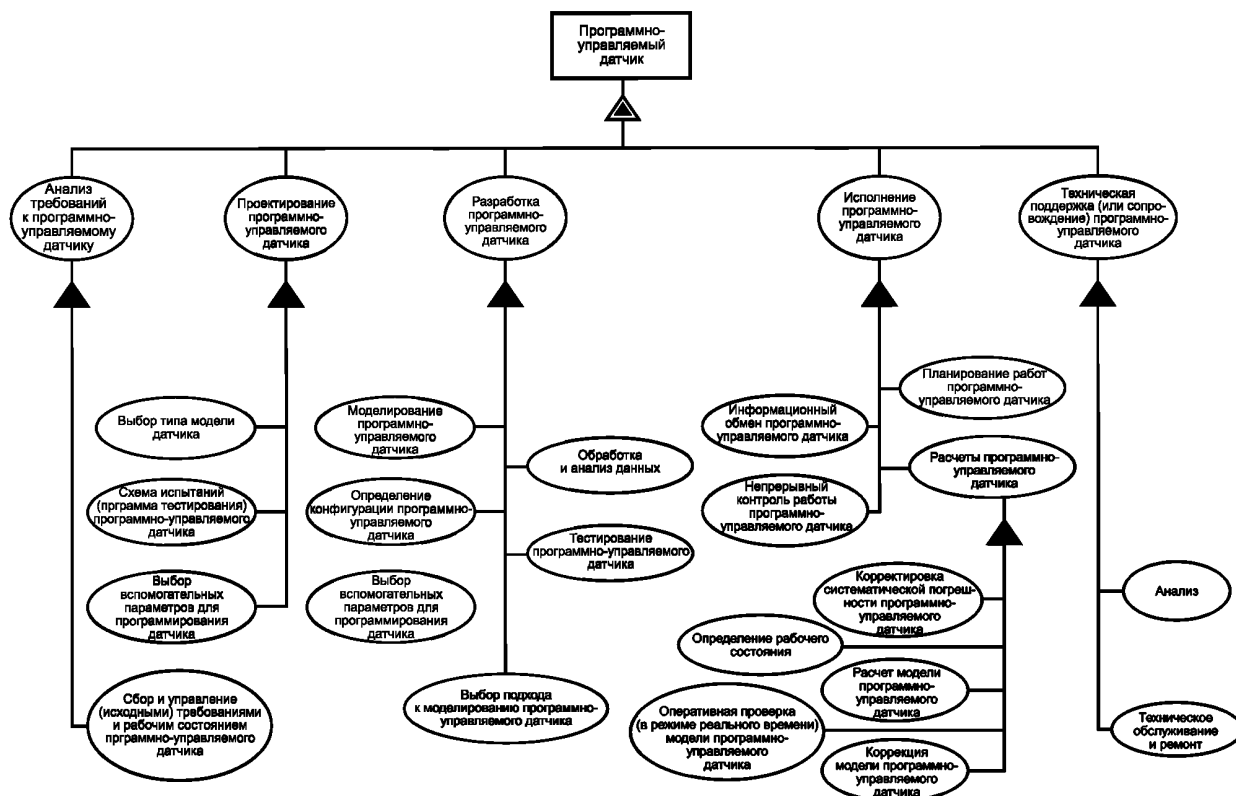 Программно-
управляемый
датчик
Анализ
требований
к программно-
управляемому
датчику
Проектирование
программно-
управляемого
датчика
Разработка
программно-
управляемого
датчика
Исполнение
программно-
управляемого
датчика
Техническая
поддержка (или сопро-
вождение) программно-
управляемого
датчика
Выбор типа модели
датчика
Схема испытаний
(пргграмма тестирования)
программно-управляемого
датчика
Выбор
вспомогательных
параметров для
программирования
датчика
Сбор и управление
(исходными) требованиями
и рабочим состоянием
пргграммно-управляемого
датчика
Моделирование
программно-
управляемого
датчика
Обработка
и анализ данных
Определение
конфигурации программно-
управляемого
датчика
Тестирование
программно-управляемого
датчика
Выбор
вспомогательных
параметров для
программирования
датчика
Выбор подхода
к моделированию программно-
управляемого датчика
Планирование работ
программно-
управляемого датчика
Информационный
обмен программно-
управляемого датчика
Расчеты программно-
управляемого
датчика
Непрерывный
контроль работы
программно-
управляемого датчика
Корректировка
систематической погреш-
ности программно-
управляемого
датчика
Определение рабочего
состояния
Расчет модели
программно-
управляемого
датчика
Оперативная проверка
(в режиме реального времени)
модели программно-
управляемого
датчика
Коррекция
модели программно-
управляемого
датчика
Анализ
Техническое
обслуживание
и ремонт